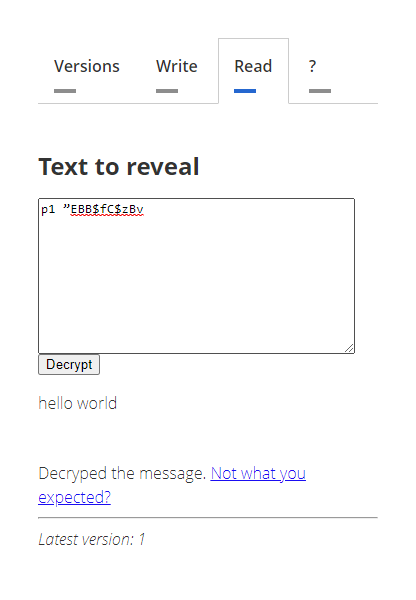 Versions Write Read ?
Text to reveal
p1 ”EBB$fC$zBv
Decrypt
hello world
Decryped the message. Not what you
expected?
Latest version: 1